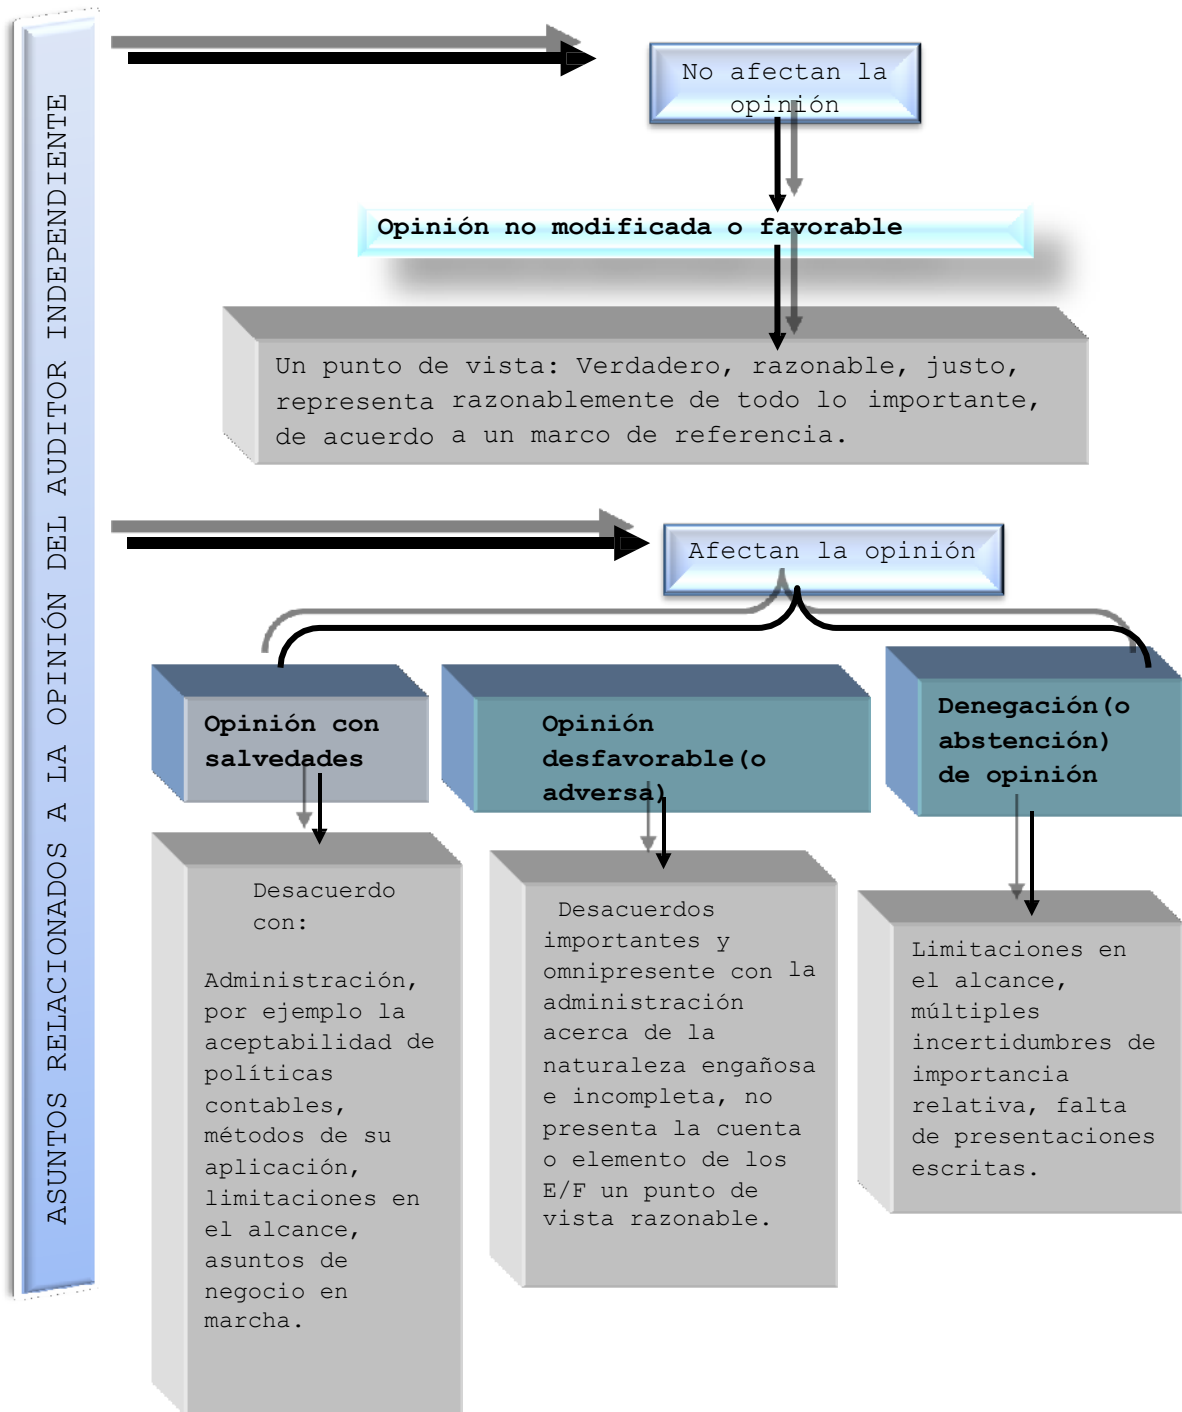 ASUNTOS RELACIONADOS A LA OPINIÓN DEL AUDITOR INDEPENDIENTE
No afectan la
opinión
Opinión no modificada o favorable
Un punto de vista: Verdadero, razonable, justo,
representa razonablemente de todo lo importante,
de acuerdo a un marco de referencia.
Afectan la opinión
Opinión con
salvedades
Desacuerdo
con:
Administración,
por ejemplo la
aceptabilidad de
políticas
contables,
métodos de su
aplicación,
limitaciones en
el alcance,
asuntos de
negocio en
marcha.
Opinión
desfavorable(o
adversa)
Desacuerdos
importantes y
omnipresente con la
administración
acerca de la
naturaleza engañosa
e incompleta, no
presenta la cuenta
o elemento de los
E/F un punto de
vista razonable.
Denegación(o
abstención)
de opinión
Limitaciones en
el alcance,
múltiples
incertidumbres de
importancia
relativa, falta
de presentaciones
escritas.